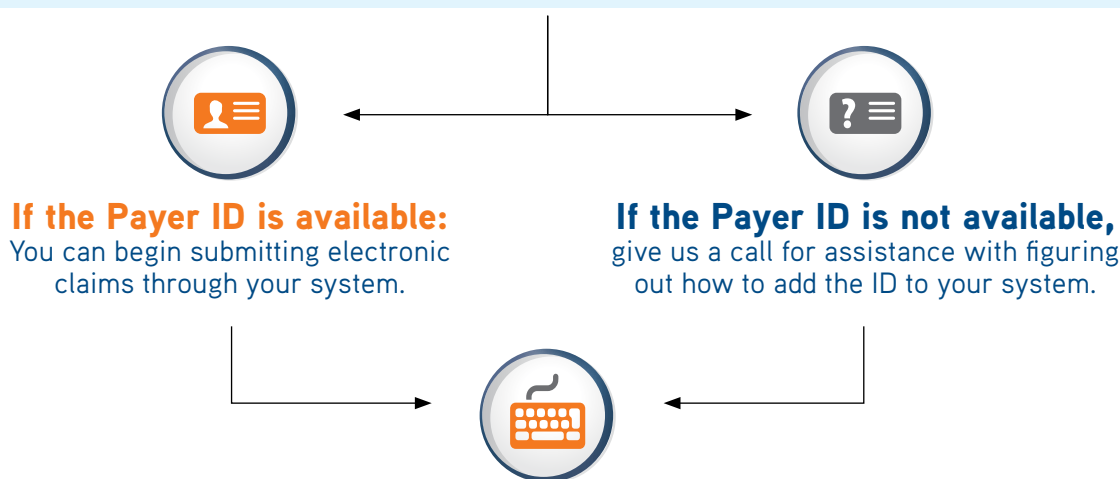 If the Payer ID is available:
You can begin submitting electronic
claims through your system.
If the Payer ID is not available,
give us a call for assistance with figuring
out how to add the ID to your system.